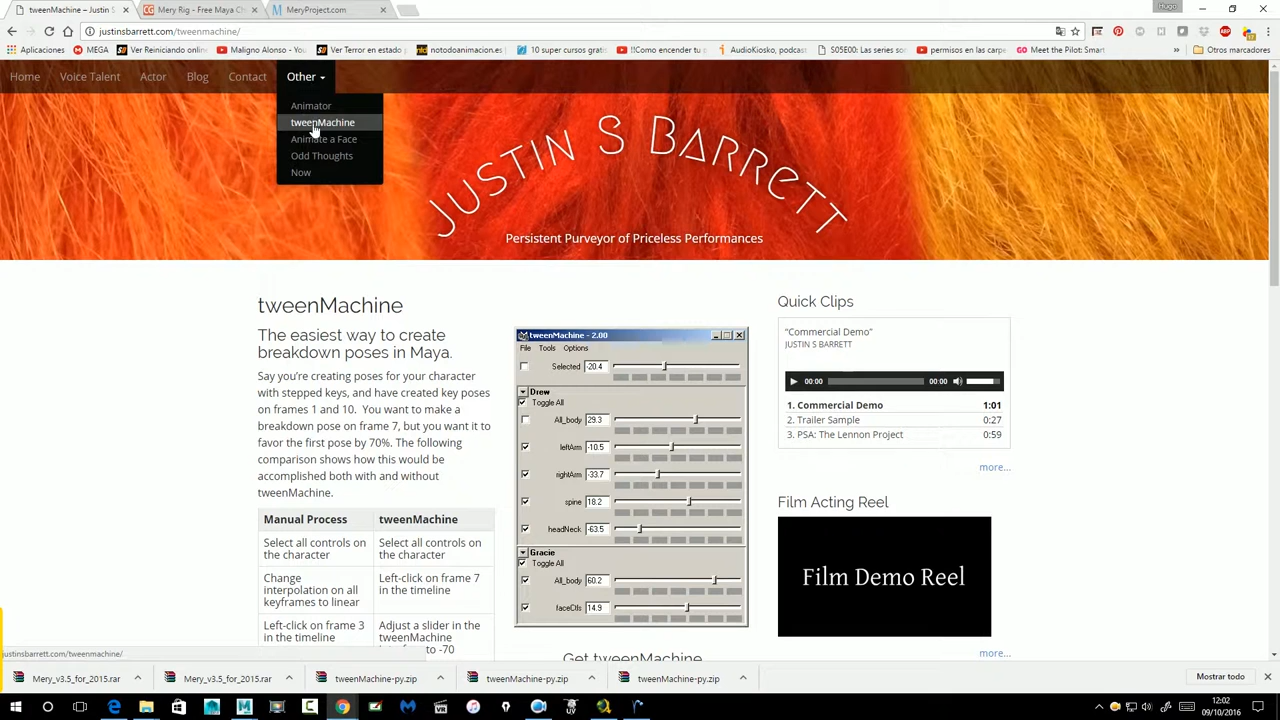 tweenMachine – Justin S
Mery Rig - Free Maya Ch
MeryProject.com
Hugo
justinsbarrett.com/tweenmachine/
Aplicaciones
MEGA
Ver Reiniciando online
Maligno Alonso - You
Ver Terror en estado
notodoanimacion.es
10 super cursos gratis
!!Como encender tu
AudioKiosko, podcast
S05E00: Las series son
permisos en las carpe
Meet the Pilot: Smart
»
Otros marcadores
Home
Voice Talent
Actor
Blog
Contact
Other
Animator
tweenMachine
Animate a Face
Odd Thoughts
Now
JUSTIN S BARRETT
Persistent Purveyor of Priceless Performances
tweenMachine
The easiest way to create
breakdown poses in Maya.
Say you're creating poses for your character
with stepped keys, and have created key poses
on frames 1 and 10. You want to make a
breakdown pose on frame 7, but you want it to
favor the first pose by 70%. The following
comparison shows how this would be
accomplished both with and without
tweenMachine.
Manual Process
tweenMachine
Select all controls on
the character
Select all controls on
the character
Change
interpolation on all
keyframes to linear
Left-click on frame 7
in the timeline
Left-click on frame 3
in the timeline
Adjust a slider in the
tweenMachine
to -70
tweenMachine - 2.00
File Tools Options
Selected -20.4
Drew
Toggle All
All_body 29.3
leftArm -10.5
rightArm -33.7
spine 18.2
headNeck -63.5
Gracie
Toggle All
All_body 60.2
faceCtls 14.9
Get tweenMachine
Quick Clips
"Commercial Demo"
JUSTIN S BARRETT
00:00
00:00
1. Commercial Demo 1:01
2. Trailer Sample 0:27
3. PSA: The Lennon Project 0:59
more...
Film Acting Reel
Film Demo Reel
more...
justinsbarrett.com/tweenmachine/
Mery_v3.5_for_2015.rar
Mery_v3.5_for_2015.rar
tweenMachine-py.zip
tweenMachine-py.zip
tweenMachine-py.zip
Mostrar todo
12:02
09/10/2016